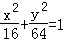 x²/16 + y²/64 = 1